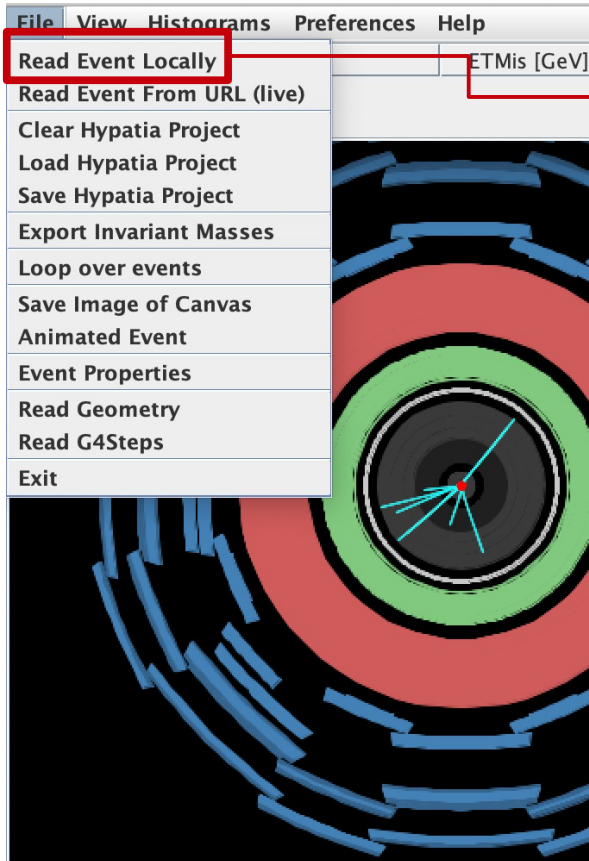 File View Histograms Preferences Help
Read Event Locally
ETMis [GeV]
Read Event From URL (live)
Clear Hypatia Project
Load Hypatia Project
Save Hypatia Project
Export Invariant Masses
Loop over events
Save Image of Canvas
Animated Event
Event Properties
Read Geometry
Read G4Steps
Exit